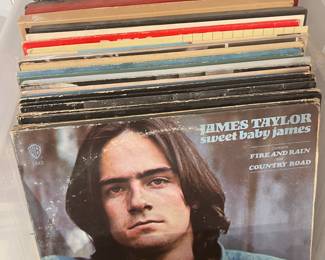 JAMES TAYLOR
sweet baby james
FIRE AND RAIN
COUNTRY ROAD